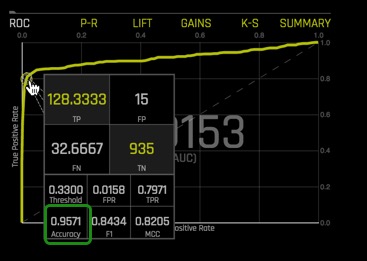 ROC P-R LIFT GAINS K-S SUMMARY
0.0 0.2 0.4 0.6 0.8 1.0
1.0
0.8
0.6
0.4
0.2
0.0
True Positive Rate
128.3333 15
TP FP
32.6667 935
FN TN
0.3300 0.0158 0.7971
Threshold FPR TPR
0.9571 0.8434 0.8205
Accuracy F1 MCC
153
AUC)
ositive Rate